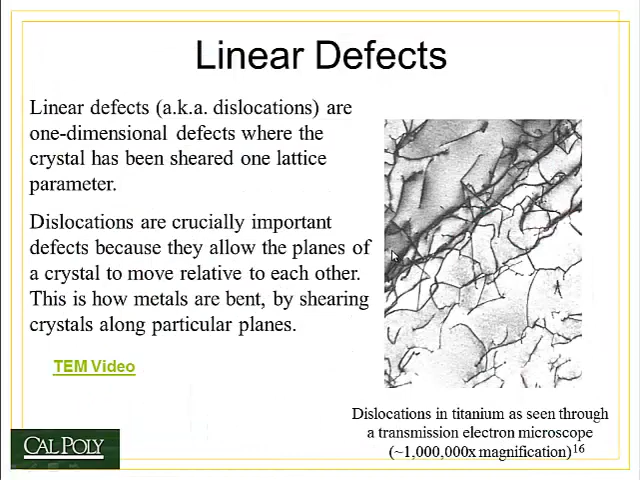 Linear Defects
Linear defects (a.k.a. dislocations) are
one-dimensional defects where the
crystal has been sheared one lattice
parameter.
Dislocations are crucially important
defects because they allow the planes of
a crystal to move relative to each other.
This is how metals are bent, by shearing
crystals along particular planes.
TEM Video
Dislocations in titanium as seen through
a transmission electron microscope
(~1,000,000x magnification)16
CAL POLY